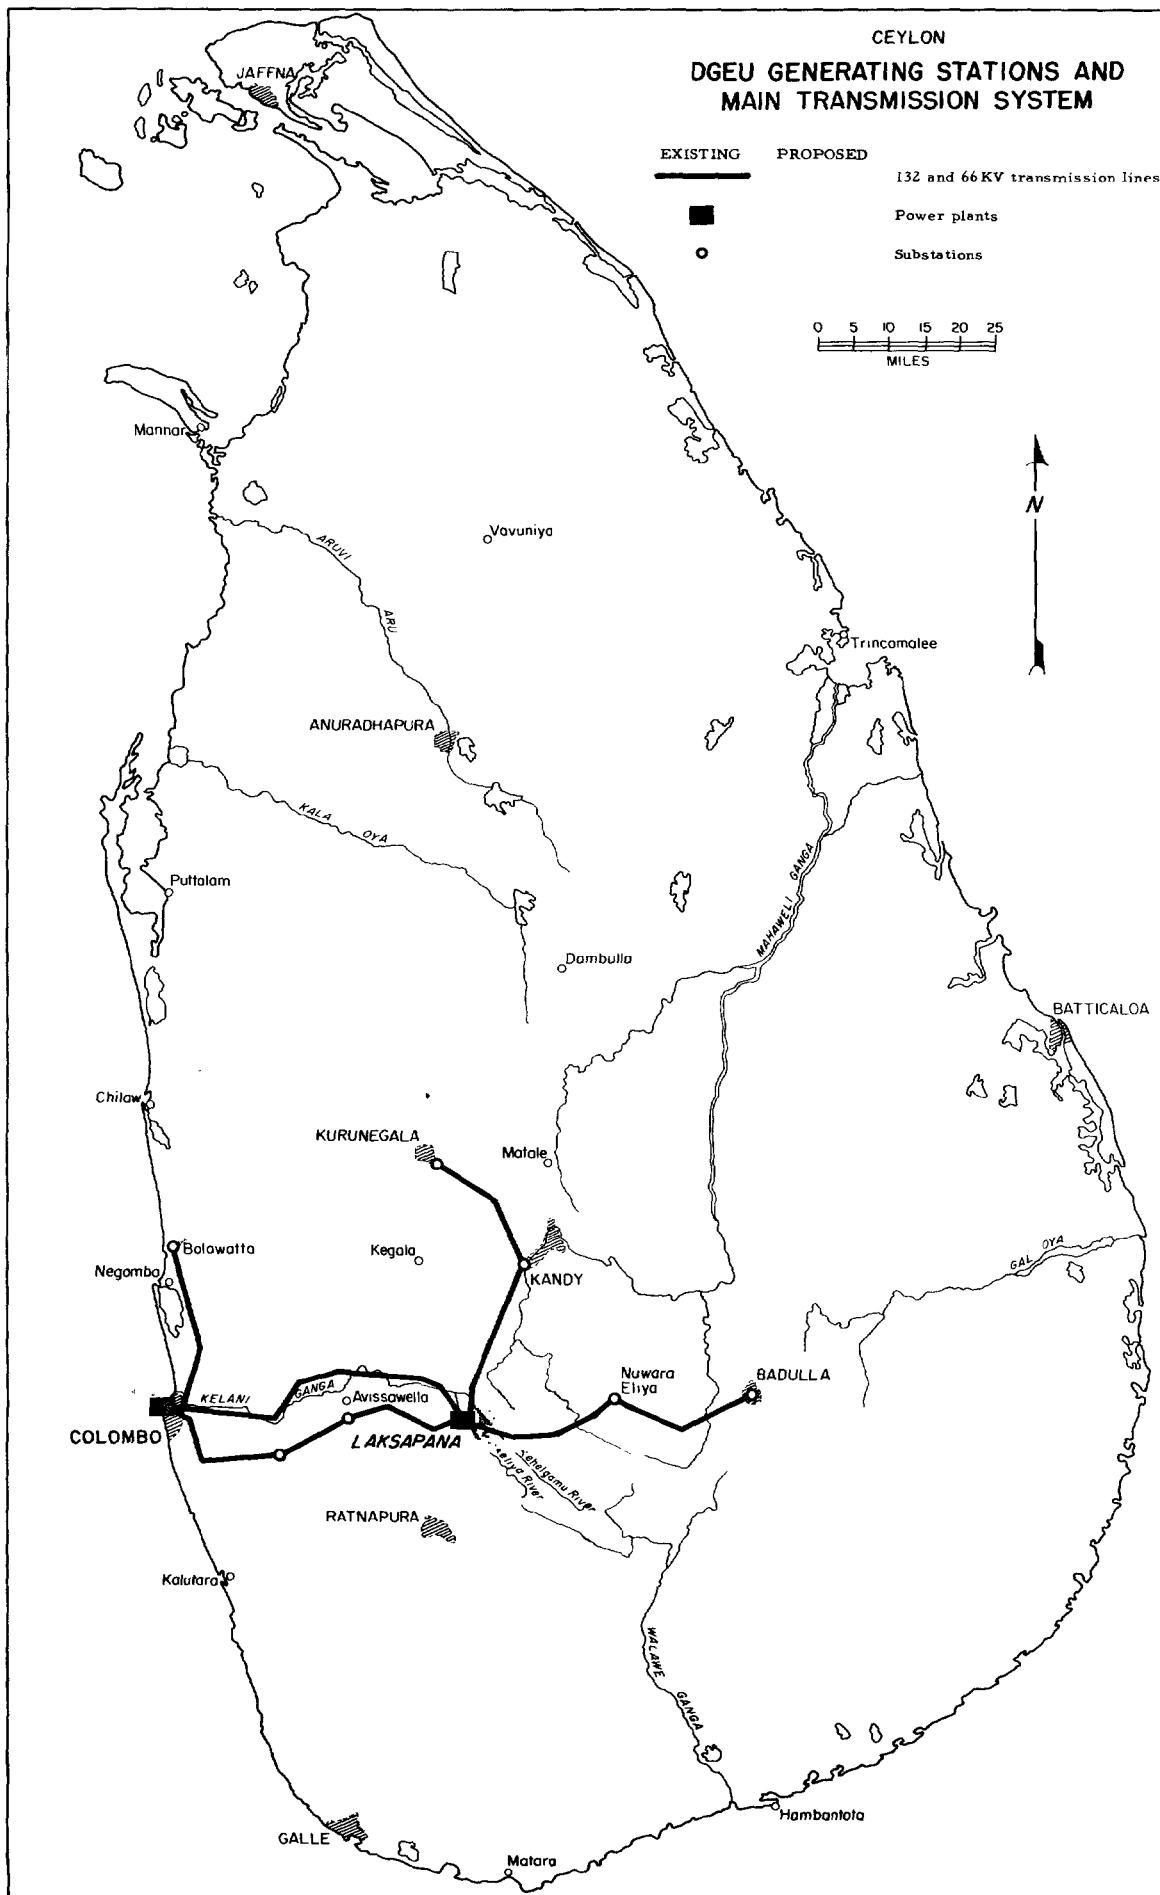 CEYLON
DGEU GENERATING STATIONS AND
MAIN TRANSMISSION SYSTEM
EXISTING PROPOSED
132 and 66 KV transmission lines
Power plants
Substations
0 5 10 15 20 25
MILES
N
JAFFNA
Mannar
Vavuniya
ARUVI
ARU
Trincomalee
ANURADHAPURA
KALA
OYA
Puttalam
MAHAWELI GANGA
Dambulla
BATTICALOA
Chilaw
KURUNEGALA
Matale
Bolawatta
Kegala
Negombo
KANDY
GAL OYA
Nuwara
Eliya
BADULLA
KELANI
GANGA
Avissawella
COLOMBO
LAKSAPANA
Kehelgamu River
River
RATNAPURA
Kalutara
WALAWE
GANGA
Hambantota
GALLE
Matara